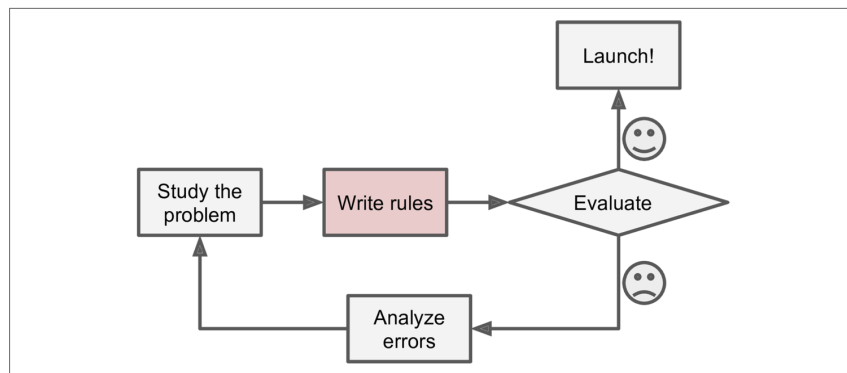 Launch!
Study the
problem
Write rules
Evaluate
Analyze
errors